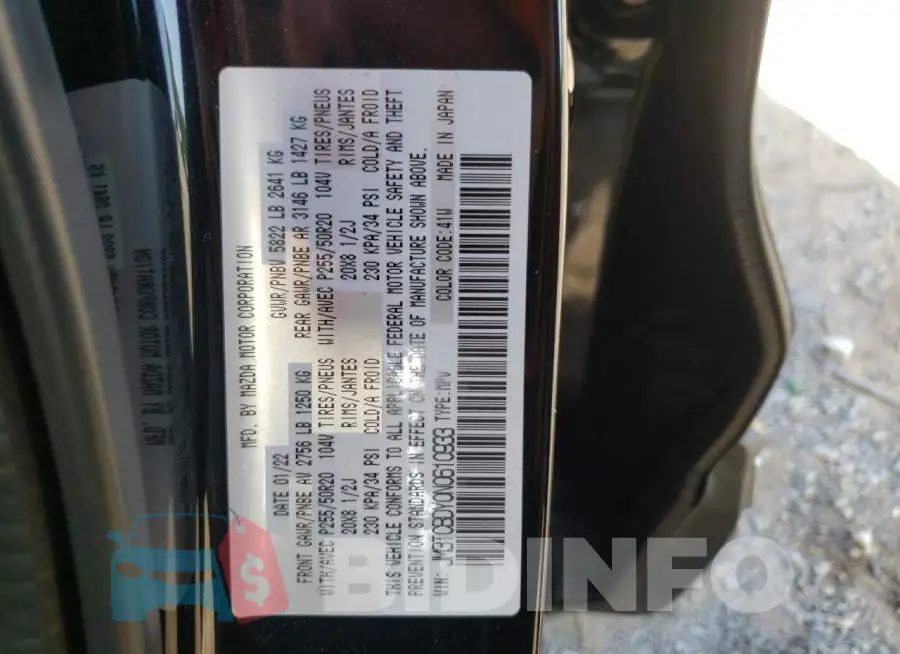 MFD. BY MAZDA MOTOR CORPORATION
DATE 01/22 GVWR/PNBV 5822 LB 2641 KG
FRONT GAWR/PNBE AV 2756 LB 1250 KG REAR GAWR/PNBE AR 3146 LB 1427 KG
WITH/AVEC P255/50R20 104V TIRES/PNEUS WITH/AVEC P255/50R20 104V TIRES/PNEUS
20X8 1/2J RIMS/JANTES 20X8 1/2J RIMS/JANTES
230 KPA/34 PSI COLD/A FROID 230 KPA/34 PSI COLD/A FROID
THIS VEHICLE CONFORMS TO ALL APPLICABLE FEDERAL MOTOR VEHICLE SAFETY AND THEFT
PREVENTION STANDARDS IN EFFECT ON THE DATE OF MANUFACTURE SHOWN ABOVE.
VIN: JM3TCBDY0N0610933 TYPE:MPV COLOR CODE:41W MADE IN JAPAN
BIDINFO